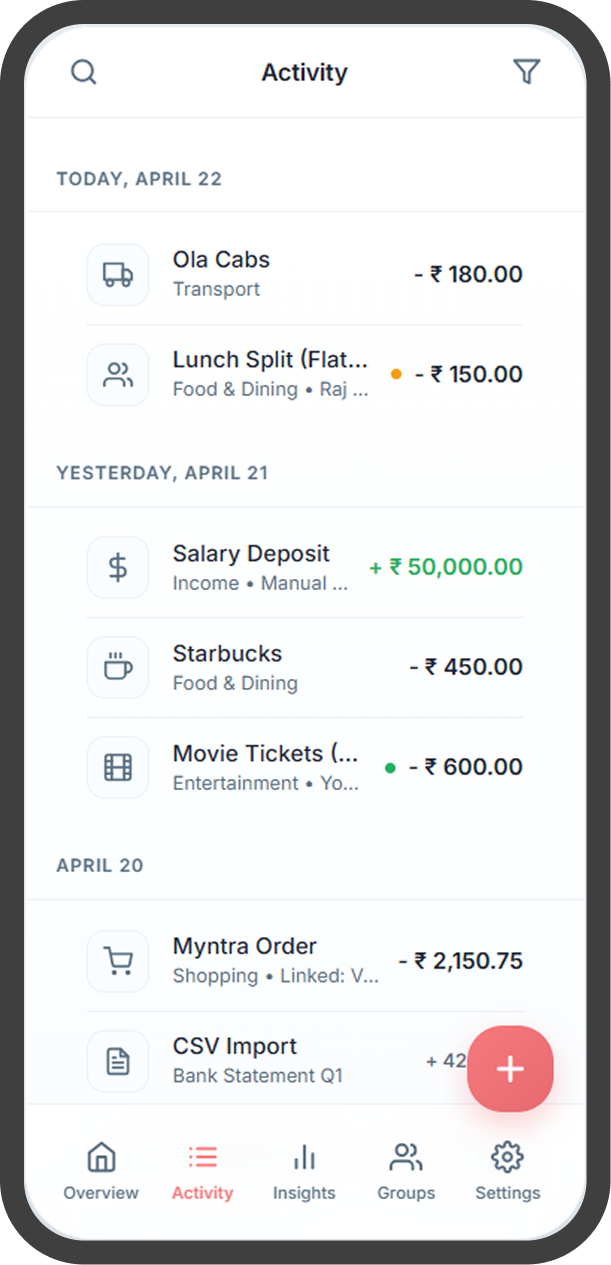 Activity
TODAY, APRIL 22
Ola Cabs
- ₹ 180.00
Transport
Lunch Split (Flat...
- ₹ 150.00
Food & Dining • Raj ...
YESTERDAY, APRIL 21
Salary Deposit
+ ₹ 50,000.00
Income • Manual ...
Starbucks
- ₹ 450.00
Food & Dining
Movie Tickets (...
- ₹ 600.00
Entertainment • Yo...
APRIL 20
Myntra Order
- ₹ 2,150.75
Shopping • Linked: V...
CSV Import
+ 42
Bank Statement Q1
Overview
Activity
Insights
Groups
Settings